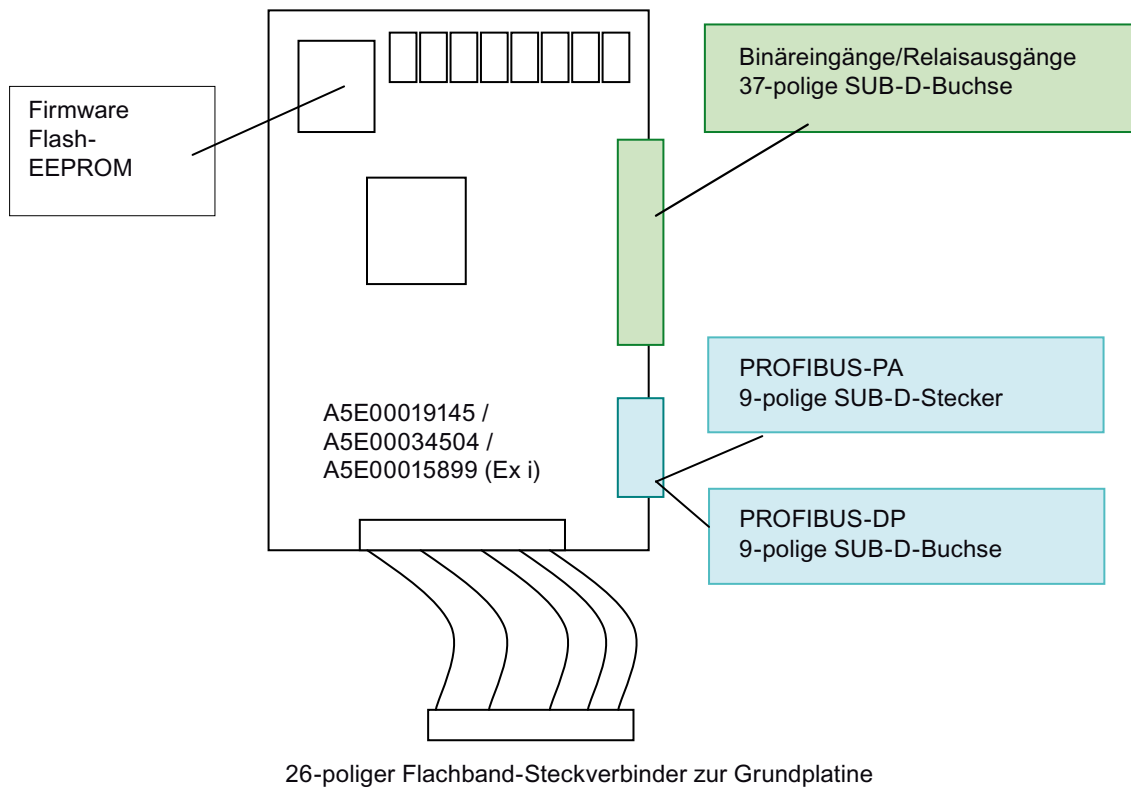 Binäreingänge/Relaisausgänge
37-polige SUB-D-Buchse
Firmware
Flash-
EEPROM
PROFIBUS-PA
9-polige SUB-D-Stecker
A5E00019145 /
A5E00034504 /
A5E00015899 (Ex i)
PROFIBUS-DP
9-polige SUB-D-Buchse
26-poliger Flachband-Steckverbinder zur Grundplatine